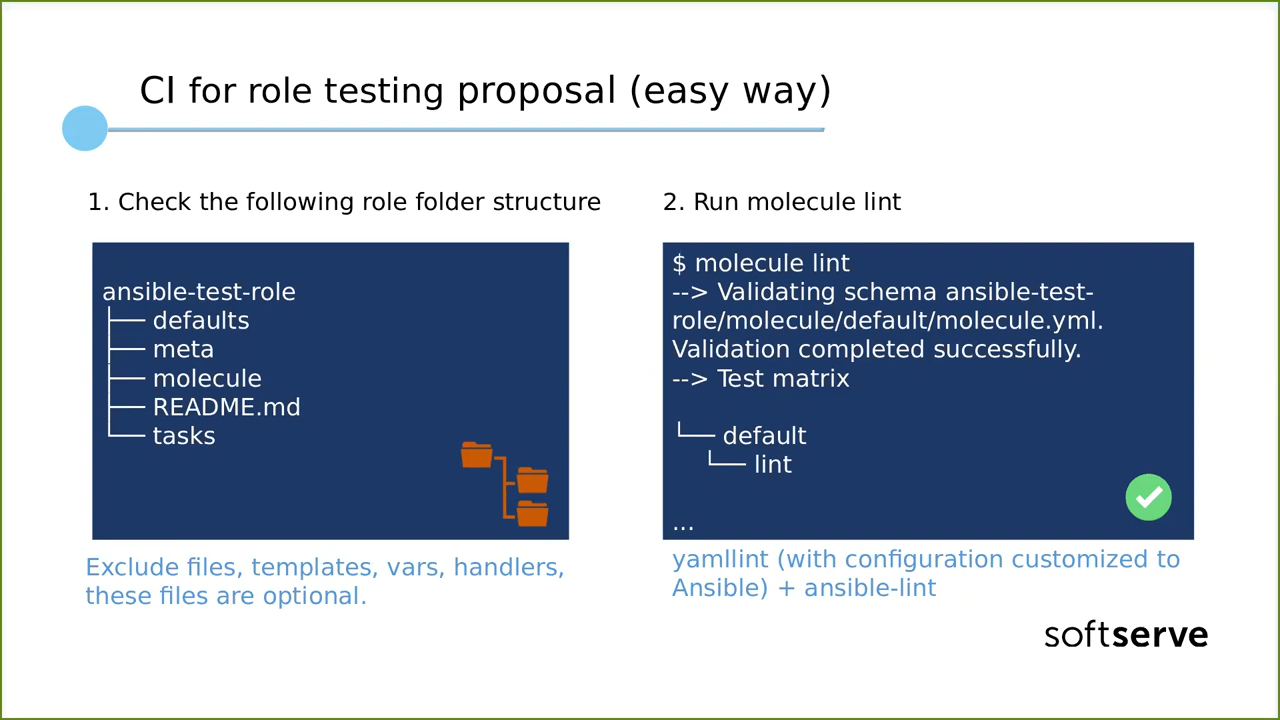 CI for role testing proposal (easy way)
1. Check the following role folder structure
ansible-test-role
├── defaults
├── meta
├── molecule
├── README.md
└── tasks
Exclude files, templates, vars, handlers,
these files are optional.
2. Run molecule lint
$ molecule lint
--> Validating schema ansible-test-
role/molecule/default/molecule.yml.
Validation completed successfully.
--> Test matrix
└── default
    └── lint
...
yamllint (with configuration customized to
Ansible) + ansible-lint
softserve